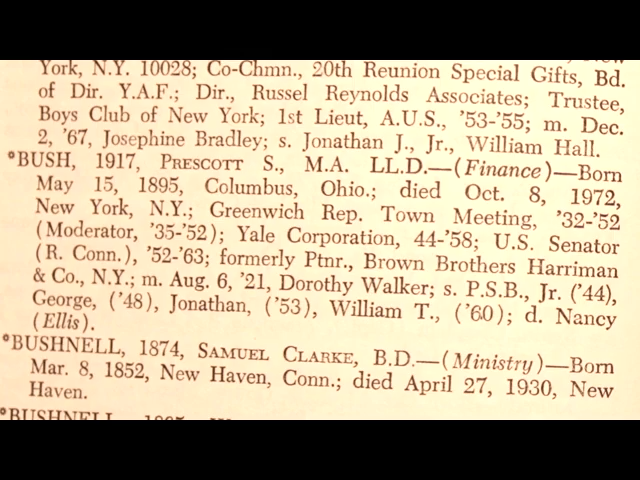 York, N.Y. 10028; Co-Chmn., 20th Reunion Special Gifts, Bd.
of Dir. Y.A.F.; Dir., Russel Reynolds Associates; Trustee,
Boys Club of New York; 1st Lieut, A.U.S., '53-'55; m. Dec.
2, '67, Josephine Bradley; s. Jonathan J., Jr., William Hall.
°BUSH, 1917, PRESCOTT S., M.A. LL.D.—(Finance)—Born
May 15, 1895, Columbus, Ohio.; died Oct. 8, 1972,
New York, N.Y.; Greenwich Rep. Town Meeting, '32-'52
(Moderator, '35-'52); Yale Corporation, 44-'58; U.S. Senator
(R. Conn.), '52-'63; formerly Ptnr., Brown Brothers Harriman
& Co., N.Y.; m. Aug. 6, '21, Dorothy Walker; s. P.S.B., Jr. ('44),
George, ('48), Jonathan, ('53), William T., ('60); d. Nancy
(Ellis).
°BUSHNELL, 1874, SAMUEL CLARKE, B.D.—(Ministry)—Born
Mar. 8, 1852, New Haven, Conn.; died April 27, 1930, New
Haven.
°BUSHNELL